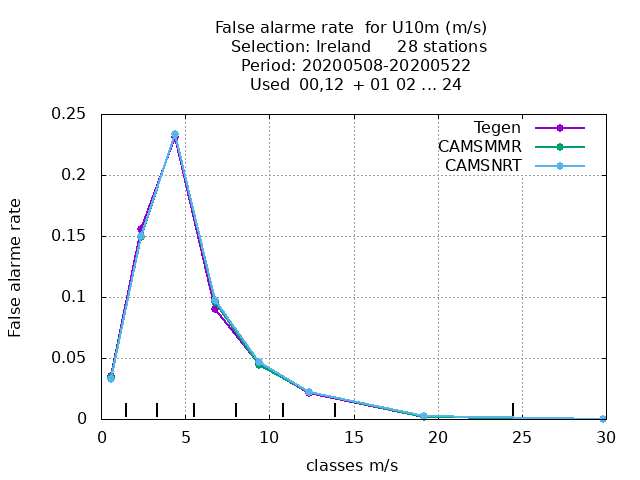 False alarme rate  for U10m (m/s)
Selection: Ireland     28 stations
Period: 20200508-20200522
Used  00,12  + 01 02 ... 24
Tegen
CAMSMMR
CAMSNRT
0.25
0.2
0.15
0.1
0.05
0
False alarme rate
0 5 10 15 20 25 30
classes m/s